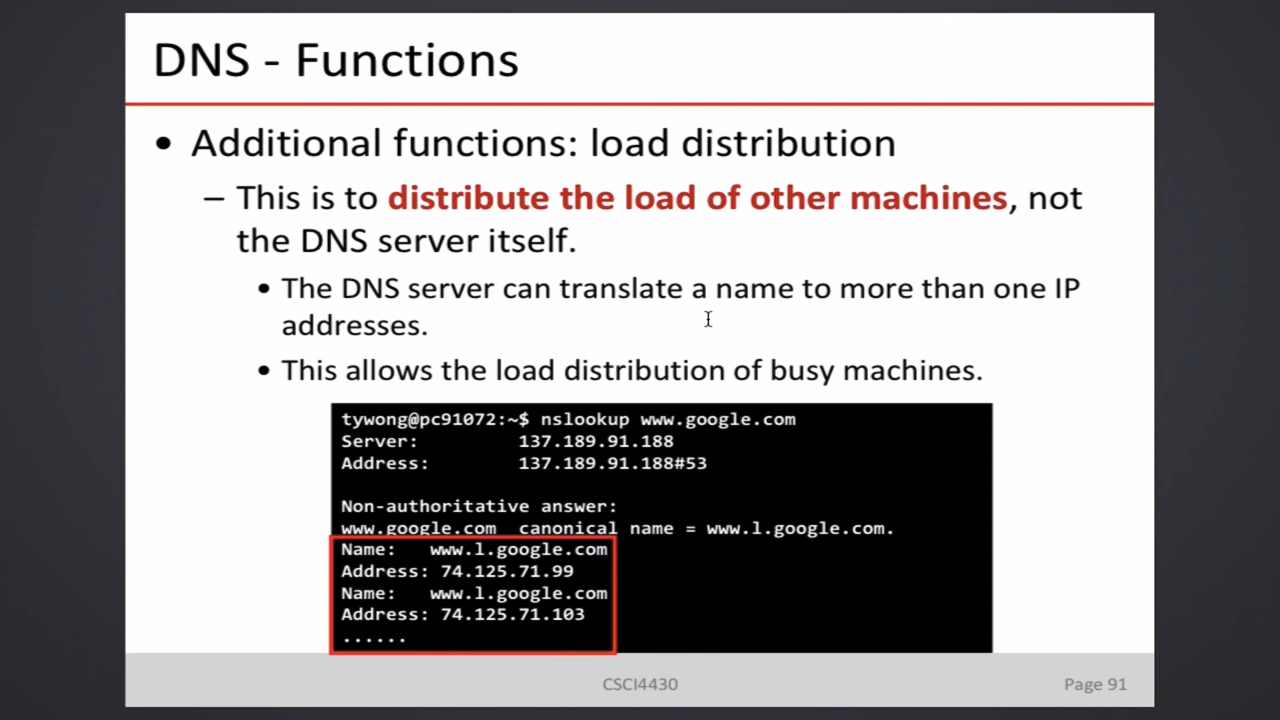 DNS - Functions
• Additional functions: load distribution
– This is to distribute the load of other machines, not
the DNS server itself.
• The DNS server can translate a name to more than one IP
addresses.
• This allows the load distribution of busy machines.
tywong@pc91072:~$ nslookup www.google.com
Server: 137.189.91.188
Address: 137.189.91.188#53
Non-authoritative answer:
www.google.com canonical name = www.l.google.com.
Name: www.l.google.com
Address: 74.125.71.99
Name: www.l.google.com
Address: 74.125.71.103
......
CSCI4430
Page 91